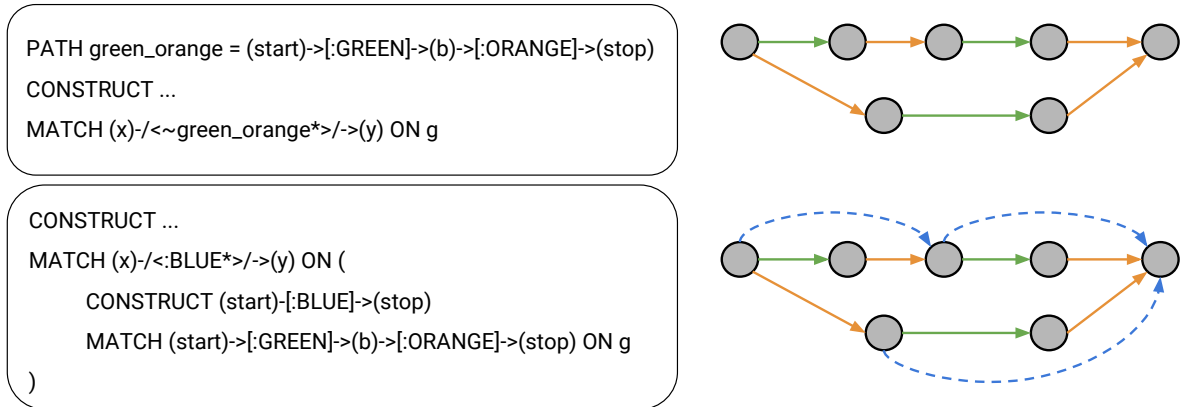 PATH green_orange = (start)->[:GREEN]->(b)->[:ORANGE]->(stop)
CONSTRUCT ...
MATCH (x)-/<~green_orange*>/->(y) ON g
CONSTRUCT ...
MATCH (x)-/<:BLUE*>/->(y) ON (
CONSTRUCT (start)-[:BLUE]->(stop)
MATCH (start)->[:GREEN]->(b)->[:ORANGE]->(stop) ON g
)